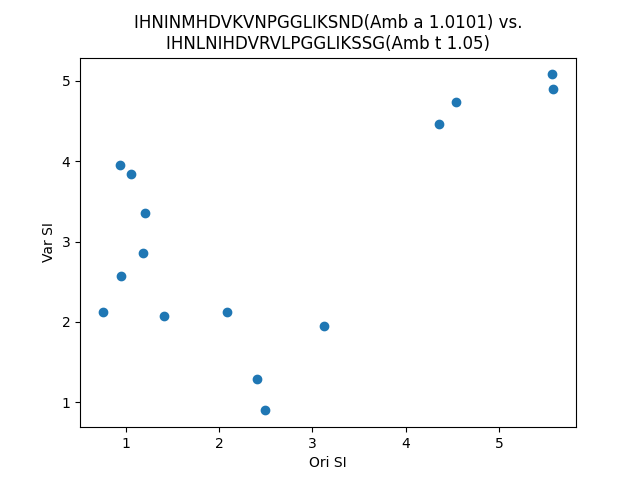 IHNINMHDVKVNPGGLIKSND(Amb a 1.0101) vs.
IHNLNIHDVRVLPGGLIKSSG(Amb t 1.05)
5
4
3
2
1
Var SI
1 2 3 4 5
Ori SI